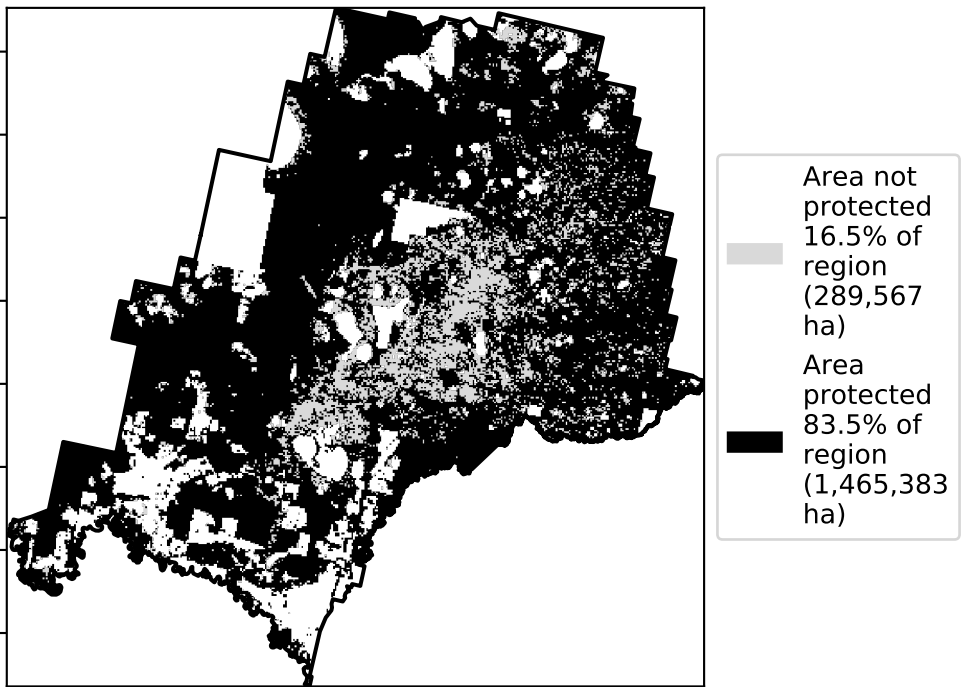 Area not
protected
16.5% of
region
(289,567
ha)
Area
protected
83.5% of
region
(1,465,383
ha)